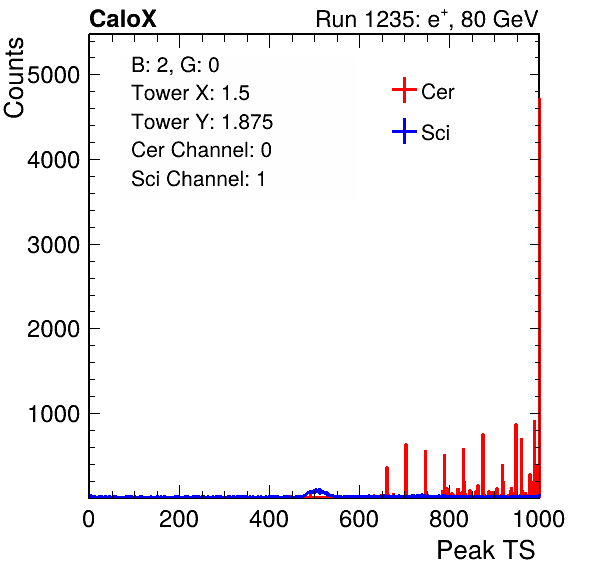 CaloX Run 1235: e⁺, 80 GeV
Counts
B: 2, G: 0
Tower X: 1.5
Tower Y: 1.875
Cer Channel: 0
Sci Channel: 1
Cer
Sci
5000
4000
3000
2000
1000
0 200 400 600 800 1000
Peak TS